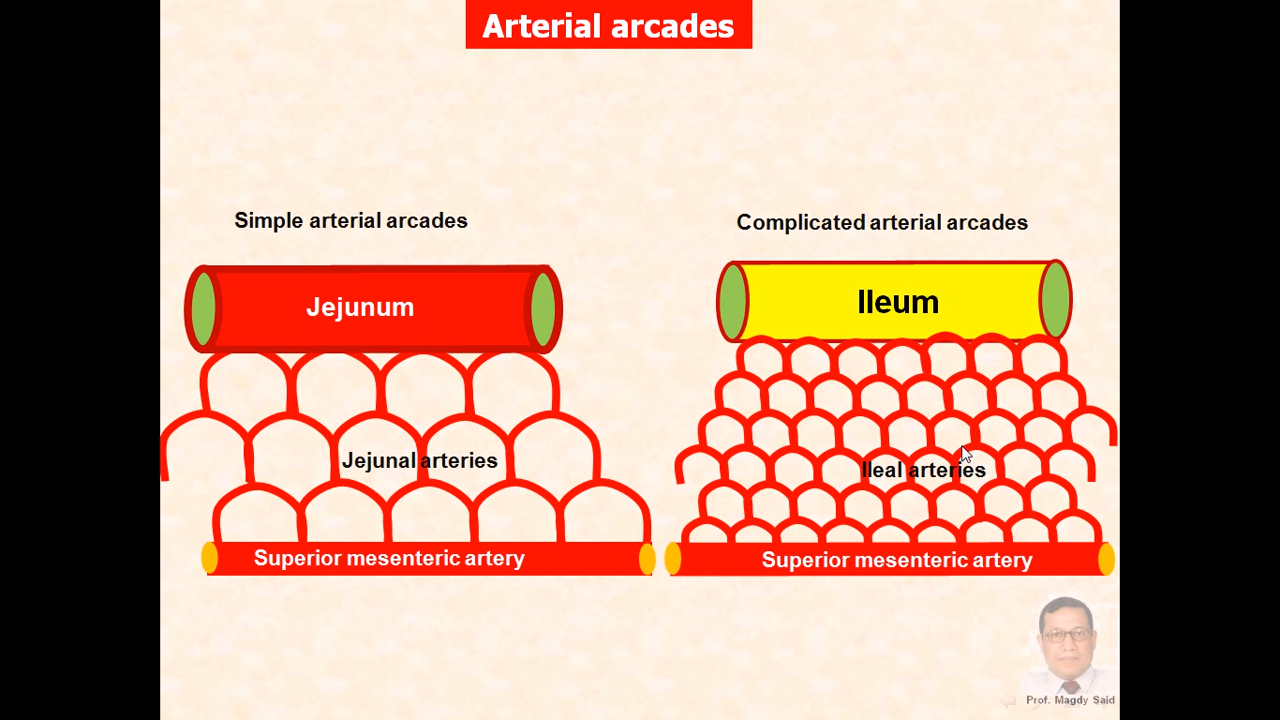 Arterial arcades
Simple arterial arcades
Complicated arterial arcades
Jejunum
Ileum
Jejunal arteries
Ileal arteries
Superior mesenteric artery
Superior mesenteric artery
Prof. Magdy Said